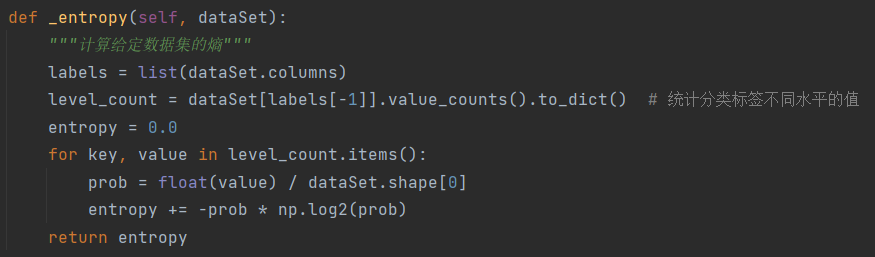 def _entropy(self, dataSet):
    """计算给定数据集的熵"""
    labels = list(dataSet.columns)
    level_count = dataSet[labels[-1]].value_counts().to_dict()  # 统计分类标签不同水平的值
    entropy = 0.0
    for key, value in level_count.items():
        prob = float(value) / dataSet.shape[0]
        entropy += -prob * np.log2(prob)
    return entropy